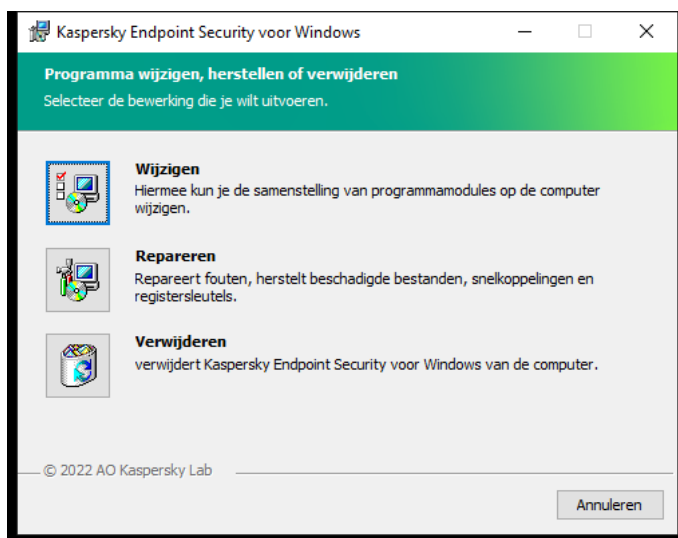 Kaspersky Endpoint Security voor Windows
Programma wijzigen, herstellen of verwijderen
Selecteer de bewerking die je wilt uitvoeren.
Wijzigen
Hiermee kun je de samenstelling van programmamodules op de computer
wijzigen.
Repareren
Repareert fouten, herstelt beschadigde bestanden, snelkoppelingen en
registersleutels.
Verwijderen
verwijdert Kaspersky Endpoint Security voor Windows van de computer.
© 2022 AO Kaspersky Lab
Annuleren